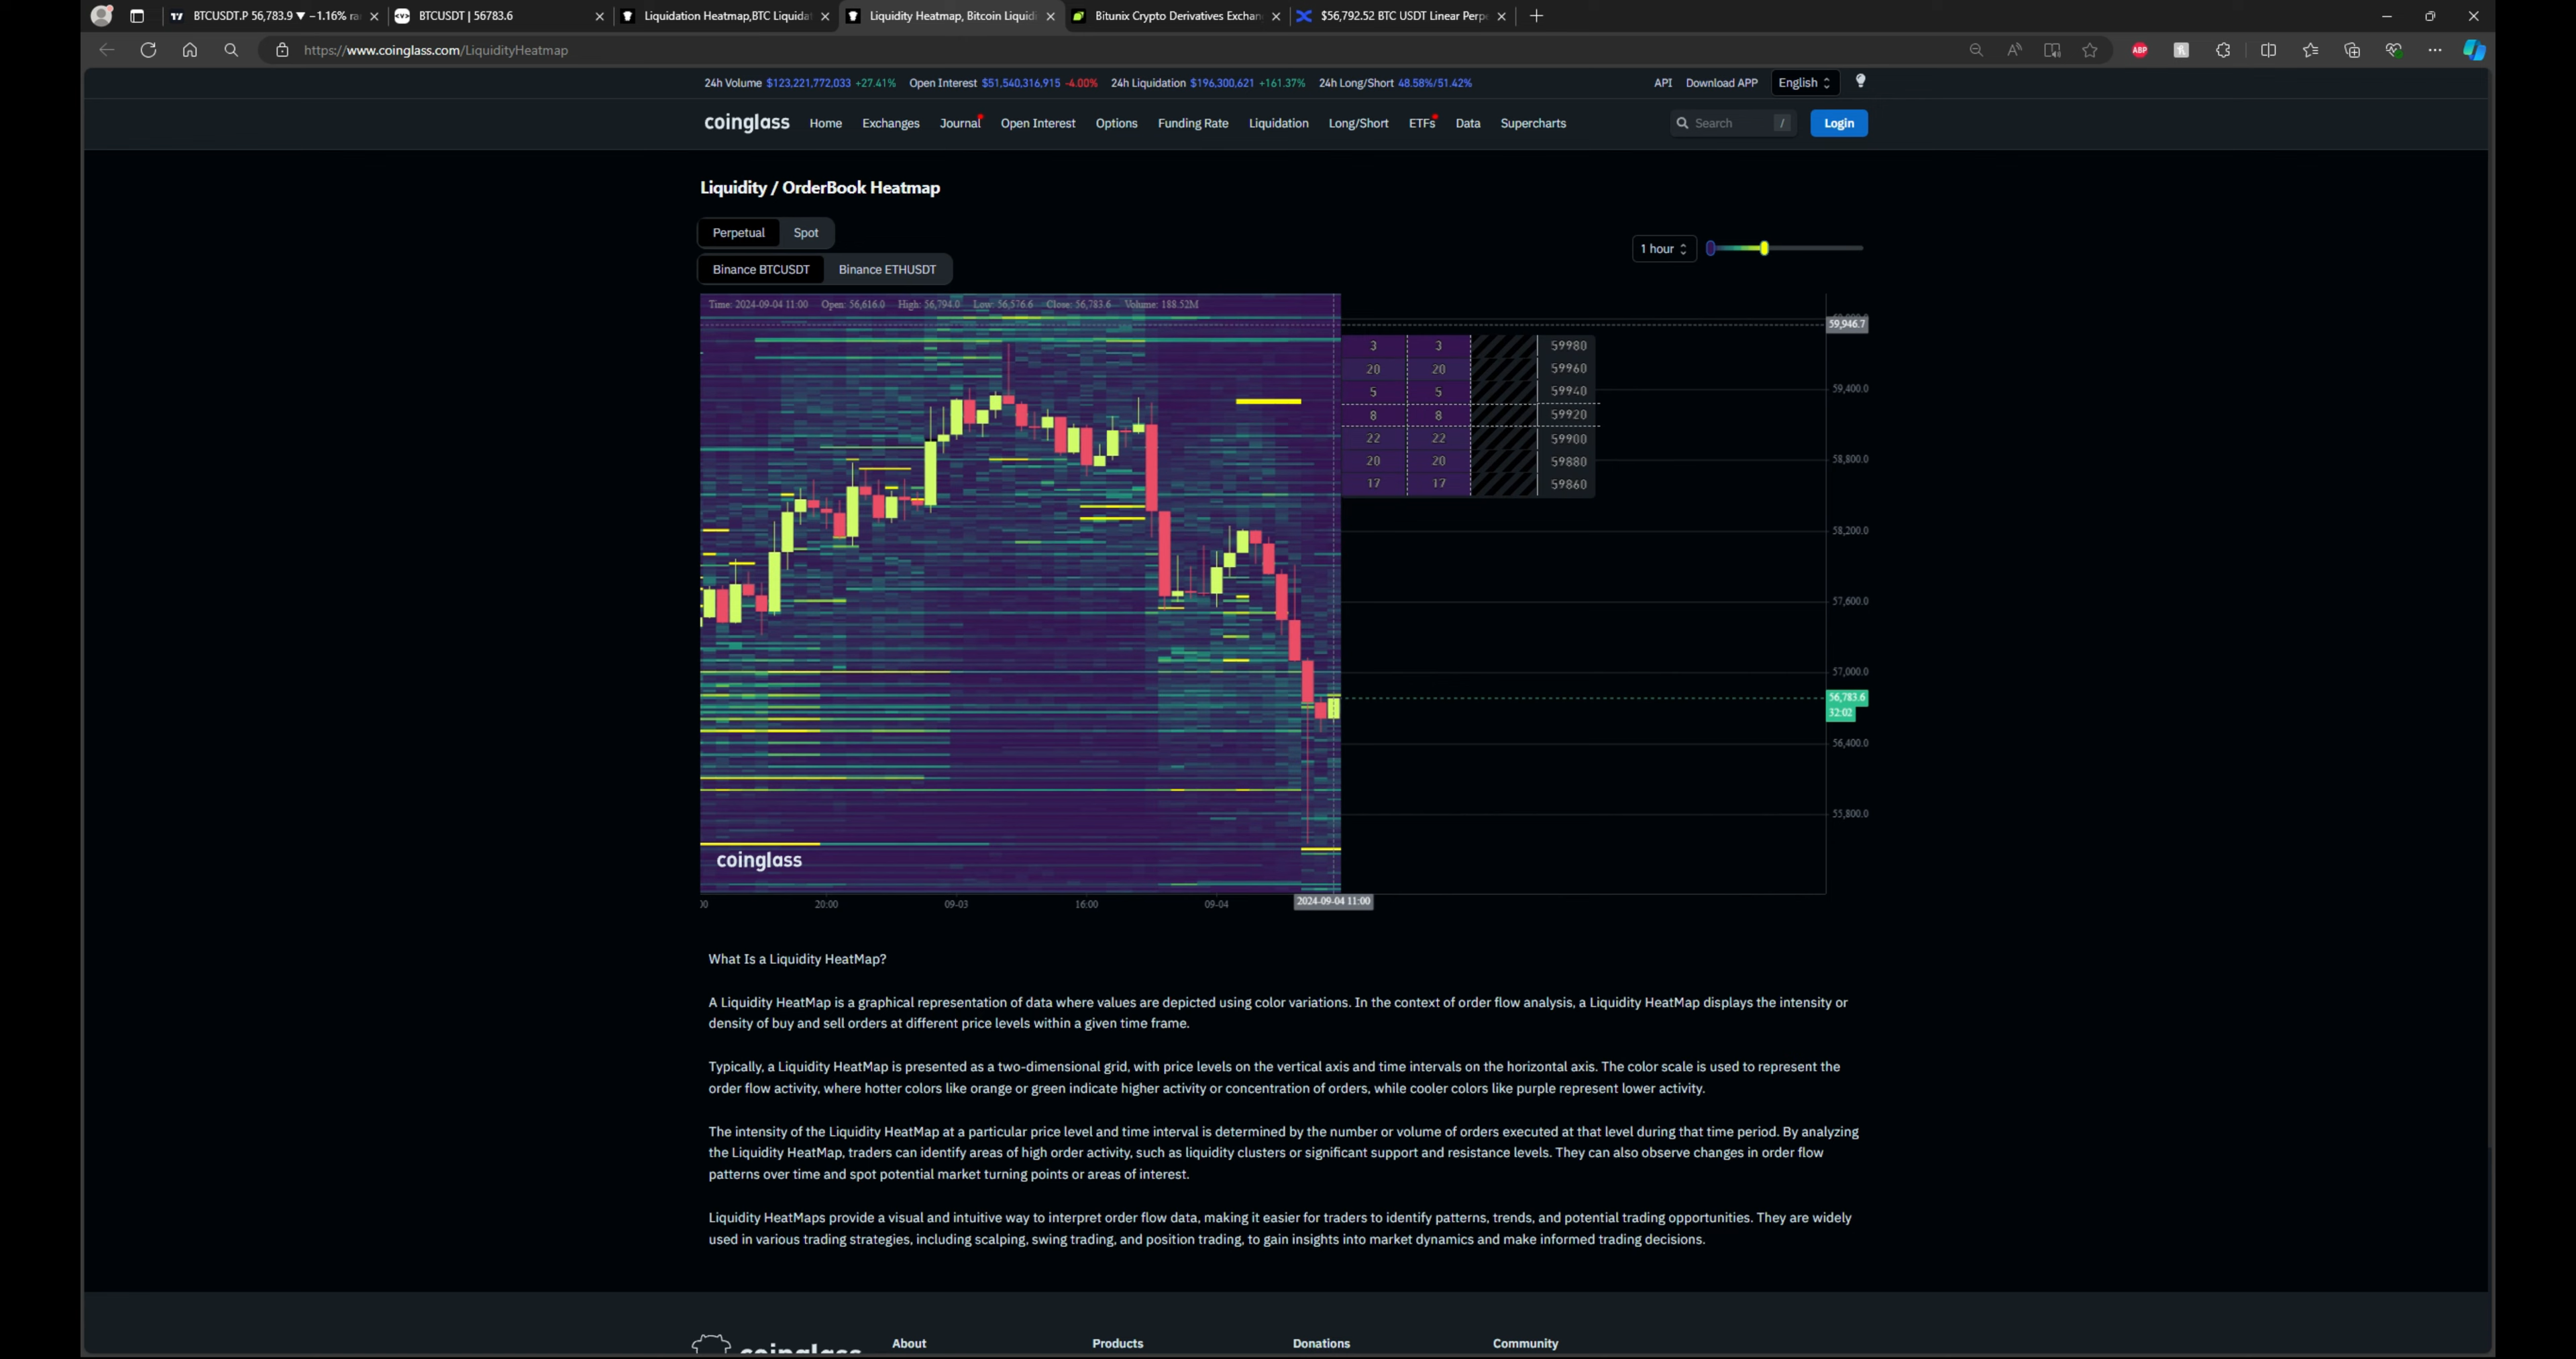 BTCUSDT.P 56,783.9 ▼ −1.16%
BTCUSDT | 56783.6
Liquidation Heatmap,BTC Liquidat
Liquidity Heatmap, Bitcoin Liquidi
Bitunix Crypto Derivatives Exchan
$56,792.52 BTC USDT Linear Perpe
https://www.coinglass.com/LiquidityHeatmap
ABP
24h Volume $123,221,772,033 +27.41% Open Interest $51,540,316,915 -4.00% 24h Liquidation $196,300,621 +161.37% 24h Long/Short 48.58%/51.42%
API Download APP English
coinglass Home Exchanges Journal Open Interest Options Funding Rate Liquidation Long/Short ETFs Data Supercharts Search / Login
Liquidity / OrderBook Heatmap
Perpetual Spot
1 hour
Binance BTCUSDT Binance ETHUSDT
Time: 2024-09-04 11:00 Open: 56,616.0 High: 56,794.0 Low: 56,576.6 Close: 56,783.6 Volume: 188.52M
59,946.7
3 3 59980
20 20 59960
5 5 59940
8 8 59920
22 22 59900
20 20 59880
17 17 59860
59,400.0
58,800.0
58,200.0
57,600.0
57,000.0
56,783.6
32:02
56,400.0
55,800.0
coinglass
00 20:00 09-03 16:00 09-04 2024-09-04 11:00
What Is a Liquidity HeatMap?
A Liquidity HeatMap is a graphical representation of data where values are depicted using color variations. In the context of order flow analysis, a Liquidity HeatMap displays the intensity or
density of buy and sell orders at different price levels within a given time frame.
Typically, a Liquidity HeatMap is presented as a two-dimensional grid, with price levels on the vertical axis and time intervals on the horizontal axis. The color scale is used to represent the
order flow activity, where hotter colors like orange or green indicate higher activity or concentration of orders, while cooler colors like purple represent lower activity.
The intensity of the Liquidity HeatMap at a particular price level and time interval is determined by the number or volume of orders executed at that level during that time period. By analyzing
the Liquidity HeatMap, traders can identify areas of high order activity, such as liquidity clusters or significant support and resistance levels. They can also observe changes in order flow
patterns over time and spot potential market turning points or areas of interest.
Liquidity HeatMaps provide a visual and intuitive way to interpret order flow data, making it easier for traders to identify patterns, trends, and potential trading opportunities. They are widely
used in various trading strategies, including scalping, swing trading, and position trading, to gain insights into market dynamics and make informed trading decisions.
coinglass About Products Donations Community